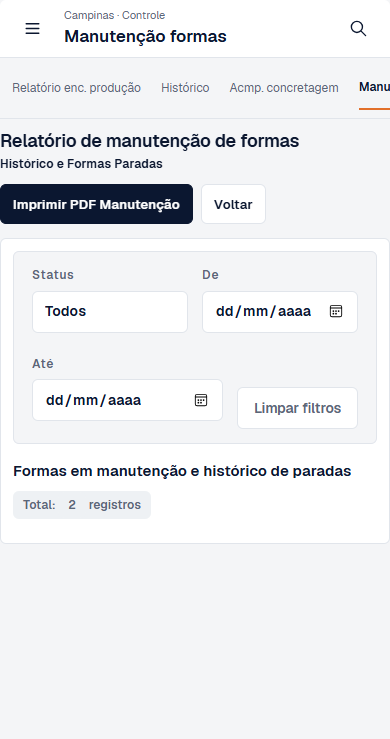 Campinas · Controle
Manutenção formas
Relatório enc. produção Histórico Acmp. concretagem Manu
Relatório de manutenção de formas
Histórico e Formas Paradas
Imprimir PDF Manutenção Voltar
Status De
Todos dd/mm/aaaa
Até
dd/mm/aaaa Limpar filtros
Formas em manutenção e histórico de paradas
Total: 2 registros